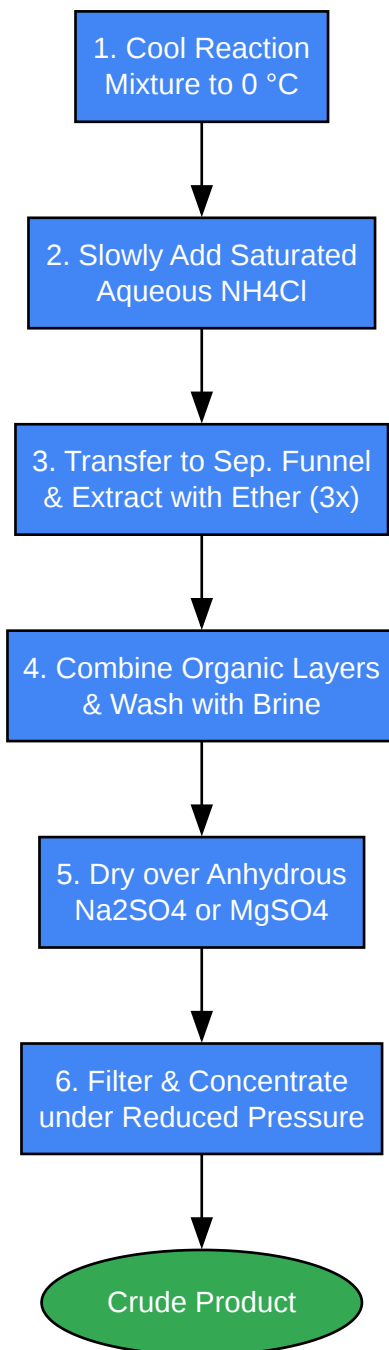 1. Cool Reaction
Mixture to 0 °C
2. Slowly Add Saturated
Aqueous NH4Cl
3. Transfer to Sep. Funnel
& Extract with Ether (3x)
4. Combine Organic Layers
& Wash with Brine
5. Dry over Anhydrous
Na2SO4 or MgSO4
6. Filter & Concentrate
under Reduced Pressure
Crude Product